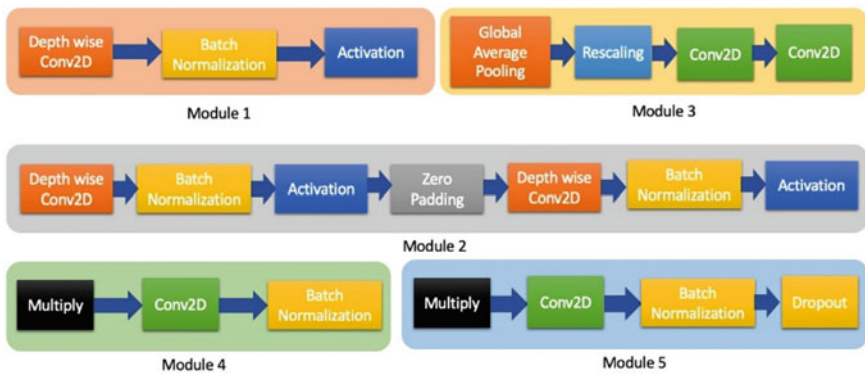 Depth wise
Conv2D
Batch
Normalization
Activation
Module 1
Global
Average
Pooling
Rescaling
Conv2D
Conv2D
Module 3
Depth wise
Conv2D
Batch
Normalization
Activation
Zero
Padding
Depth wise
Conv2D
Batch
Normalization
Activation
Module 2
Multiply
Conv2D
Batch
Normalization
Module 4
Multiply
Conv2D
Batch
Normalization
Dropout
Module 5